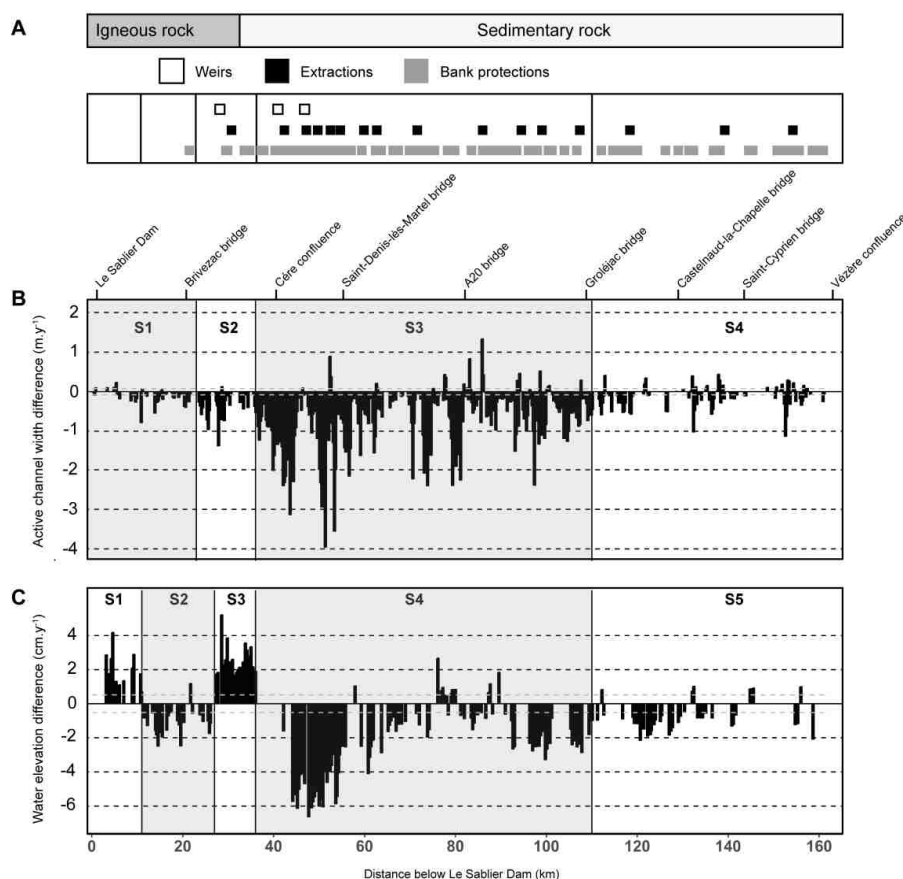 A
Igneous rock
Sedimentary rock
Weirs
Extractions
Bank protections
Le Sablier Dam
Brivezac bridge
Cére confluence
Saint-Denis-lès-Martel bridge
A20 bridge
Groléjac bridge
Castelnaud-la-Chapelle bridge
Saint-Cyprien bridge
Vézère confluence
B
Active channel width difference (m.y⁻¹)
2
1
0
-1
-2
-3
-4
S1
S2
S3
S4
C
Water elevation difference (cm.y⁻¹)
4
2
0
-2
-4
-6
S1
S2
S3
S4
S5
0 20 40 60 80 100 120 140 160
Distance below Le Sablier Dam (km)